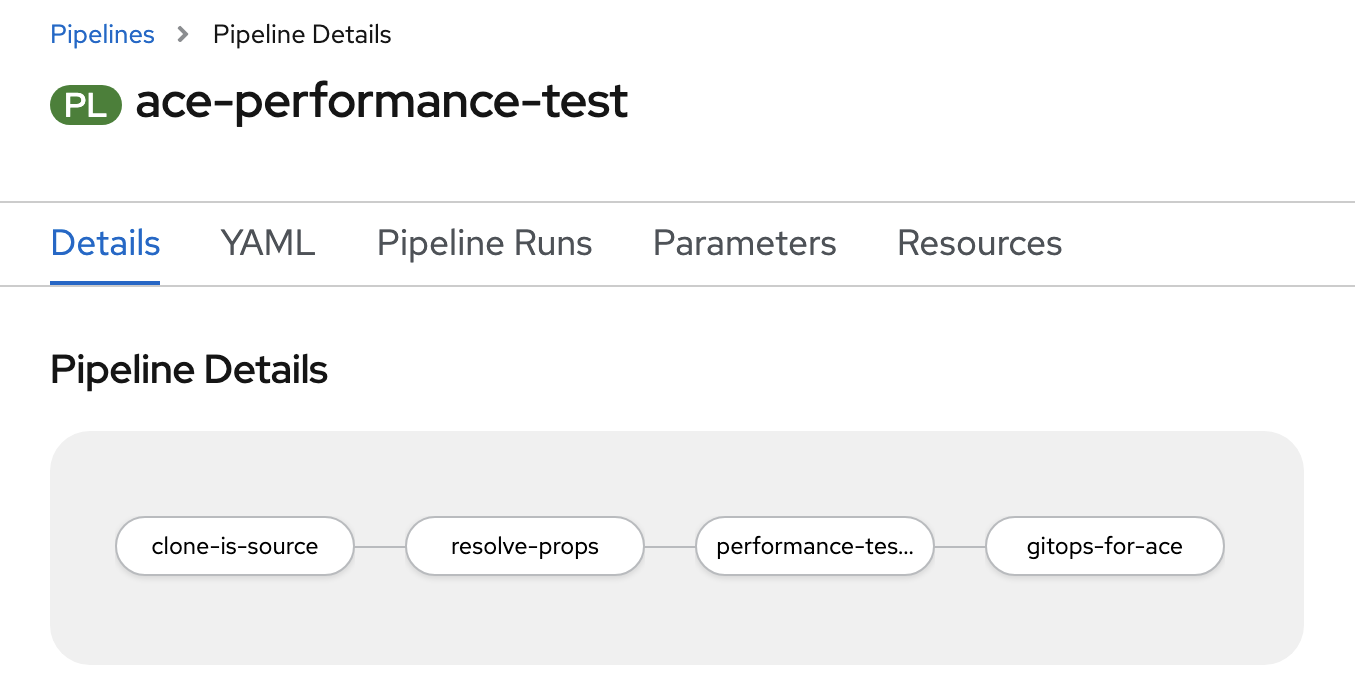 Pipelines > Pipeline Details
PL ace-performance-test
Details YAML Pipeline Runs Parameters Resources
Pipeline Details
clone-is-source resolve-props performance-tes... gitops-for-ace